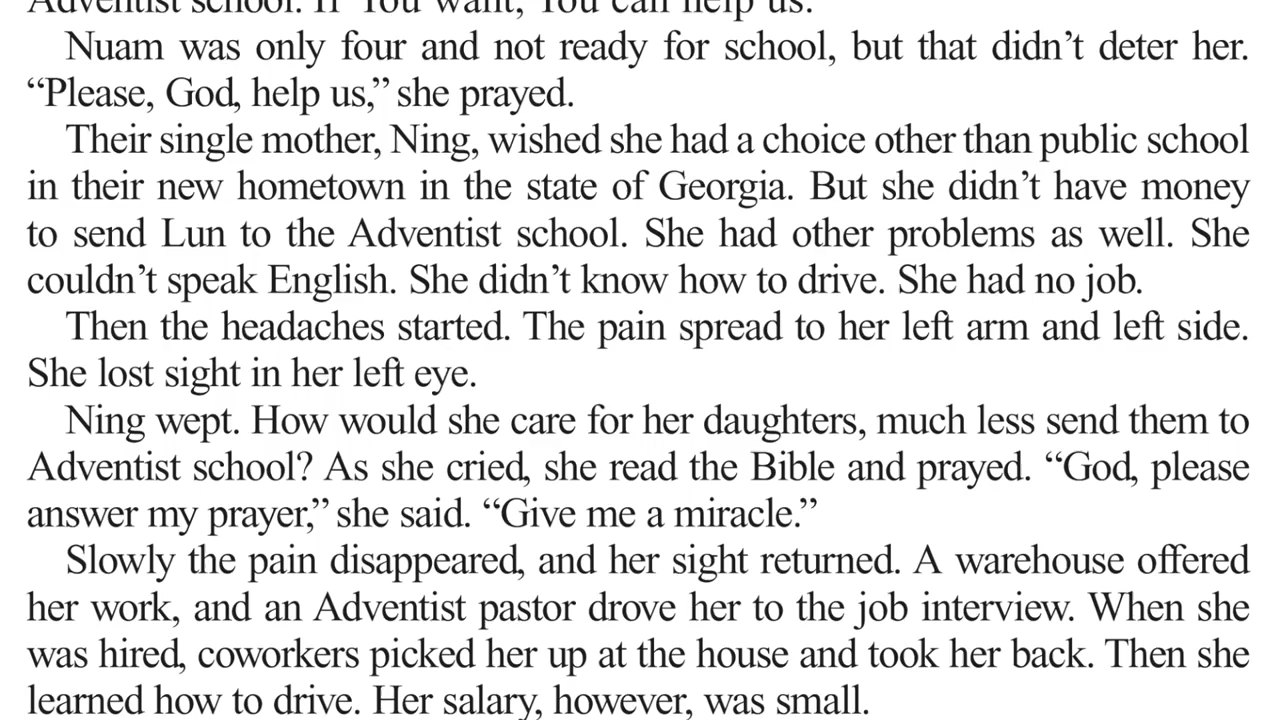 Adventist school. If You want, You can help us.”
Nuam was only four and not ready for school, but that didn’t deter her.
“Please, God, help us,” she prayed.
Their single mother, Ning, wished she had a choice other than public school
in their new hometown in the state of Georgia. But she didn’t have money
to send Lun to the Adventist school. She had other problems as well. She
couldn’t speak English. She didn’t know how to drive. She had no job.
Then the headaches started. The pain spread to her left arm and left side.
She lost sight in her left eye.
Ning wept. How would she care for her daughters, much less send them to
Adventist school? As she cried, she read the Bible and prayed. “God, please
answer my prayer,” she said. “Give me a miracle.”
Slowly the pain disappeared, and her sight returned. A warehouse offered
her work, and an Adventist pastor drove her to the job interview. When she
was hired, coworkers picked her up at the house and took her back. Then she
learned how to drive. Her salary, however, was small.